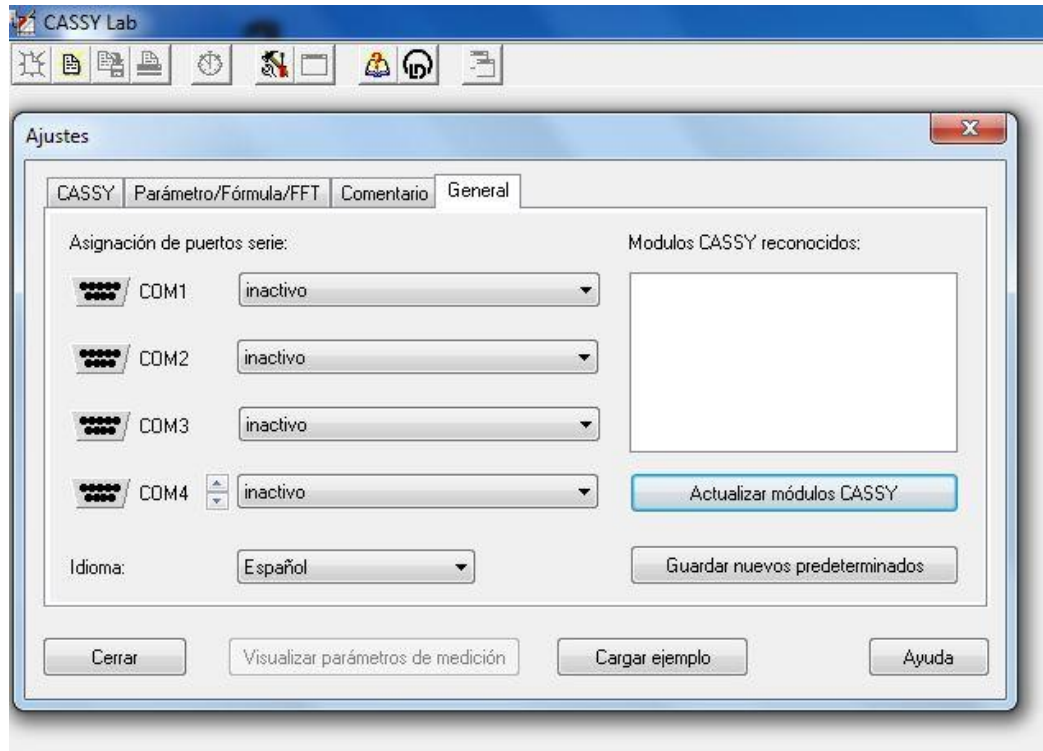 CASSY Lab
Ajustes
CASSY Parámetro/Fórmula/FFT Comentario General
Asignación de puertos serie: Modulos CASSY reconocidos:
COM1 inactivo
COM2 inactivo
COM3 inactivo
COM4 inactivo Actualizar módulos CASSY
Idioma: Español Guardar nuevos predeterminados
Cerrar Visualizar parámetros de medición Cargar ejemplo Ayuda